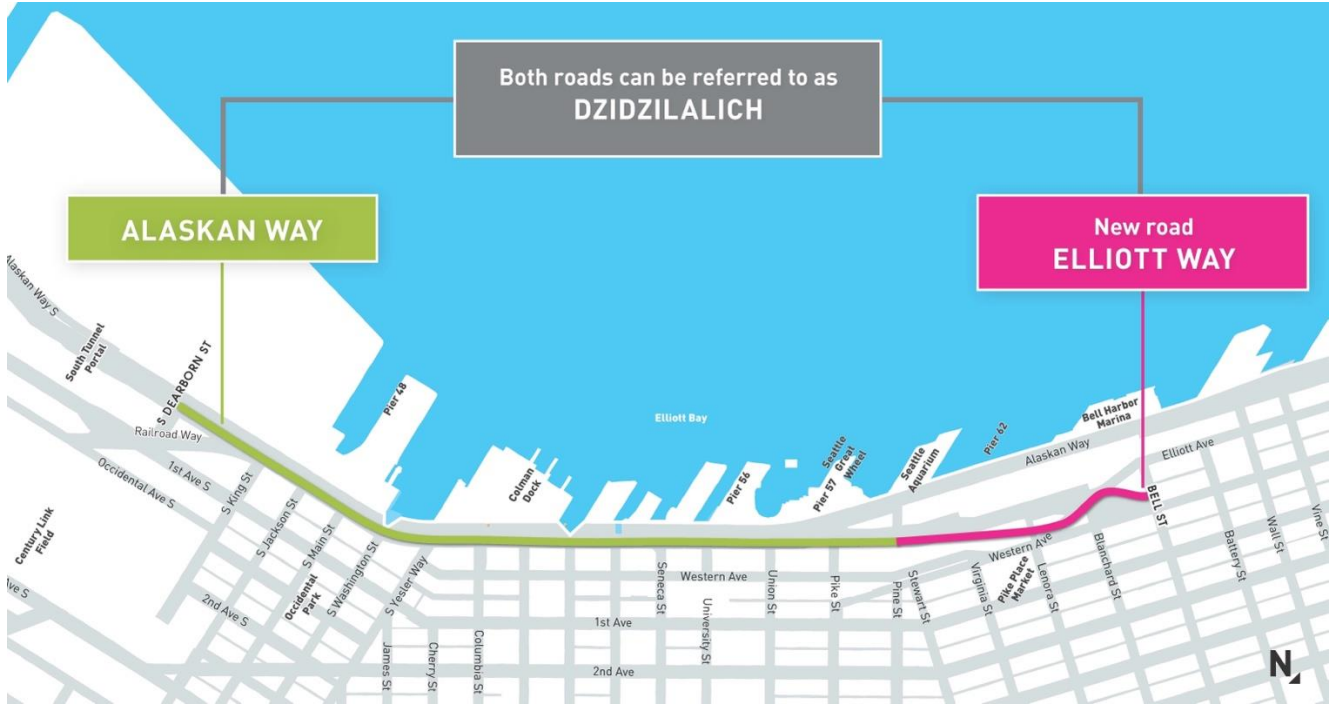 Both roads can be referred to as
DZIDZILALICH
ALASKAN WAY
New road
ELLIOTT WAY
Alaskan Way S
South Tunnel
Portal
S DEARBORN ST
Railroad Way
1st Ave S
Occidental Ave S
Century Link
Field
Ave S
2nd Ave S
S King St
S Jackson St
S Main St
Occidental
Park
S Washington St
S Yesler Way
Pier 48
Colman
Dock
Elliott Bay
Pier 56
Pier 57
Seattle
Great
Wheel
Seattle
Aquarium
Pier 62
Bell Harbor
Marina
Alaskan Way
Elliott Ave
BELL ST
Western Ave
Western Ave
Pike Place
Market
1st Ave
2nd Ave
James St
Cherry St
Columbia St
Seneca St
University St
Union St
Pike St
Pine St
Stewart St
Virginia St
Lenora St
Blanchard St
Battery St
Wall St
Vine St
N